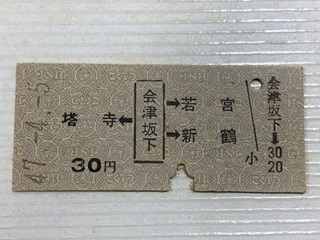 47.-4.-5
塔寺 ← 会津坂下 → 若宮
→ 新鶴
30円
小
会津坂下 → 30
20